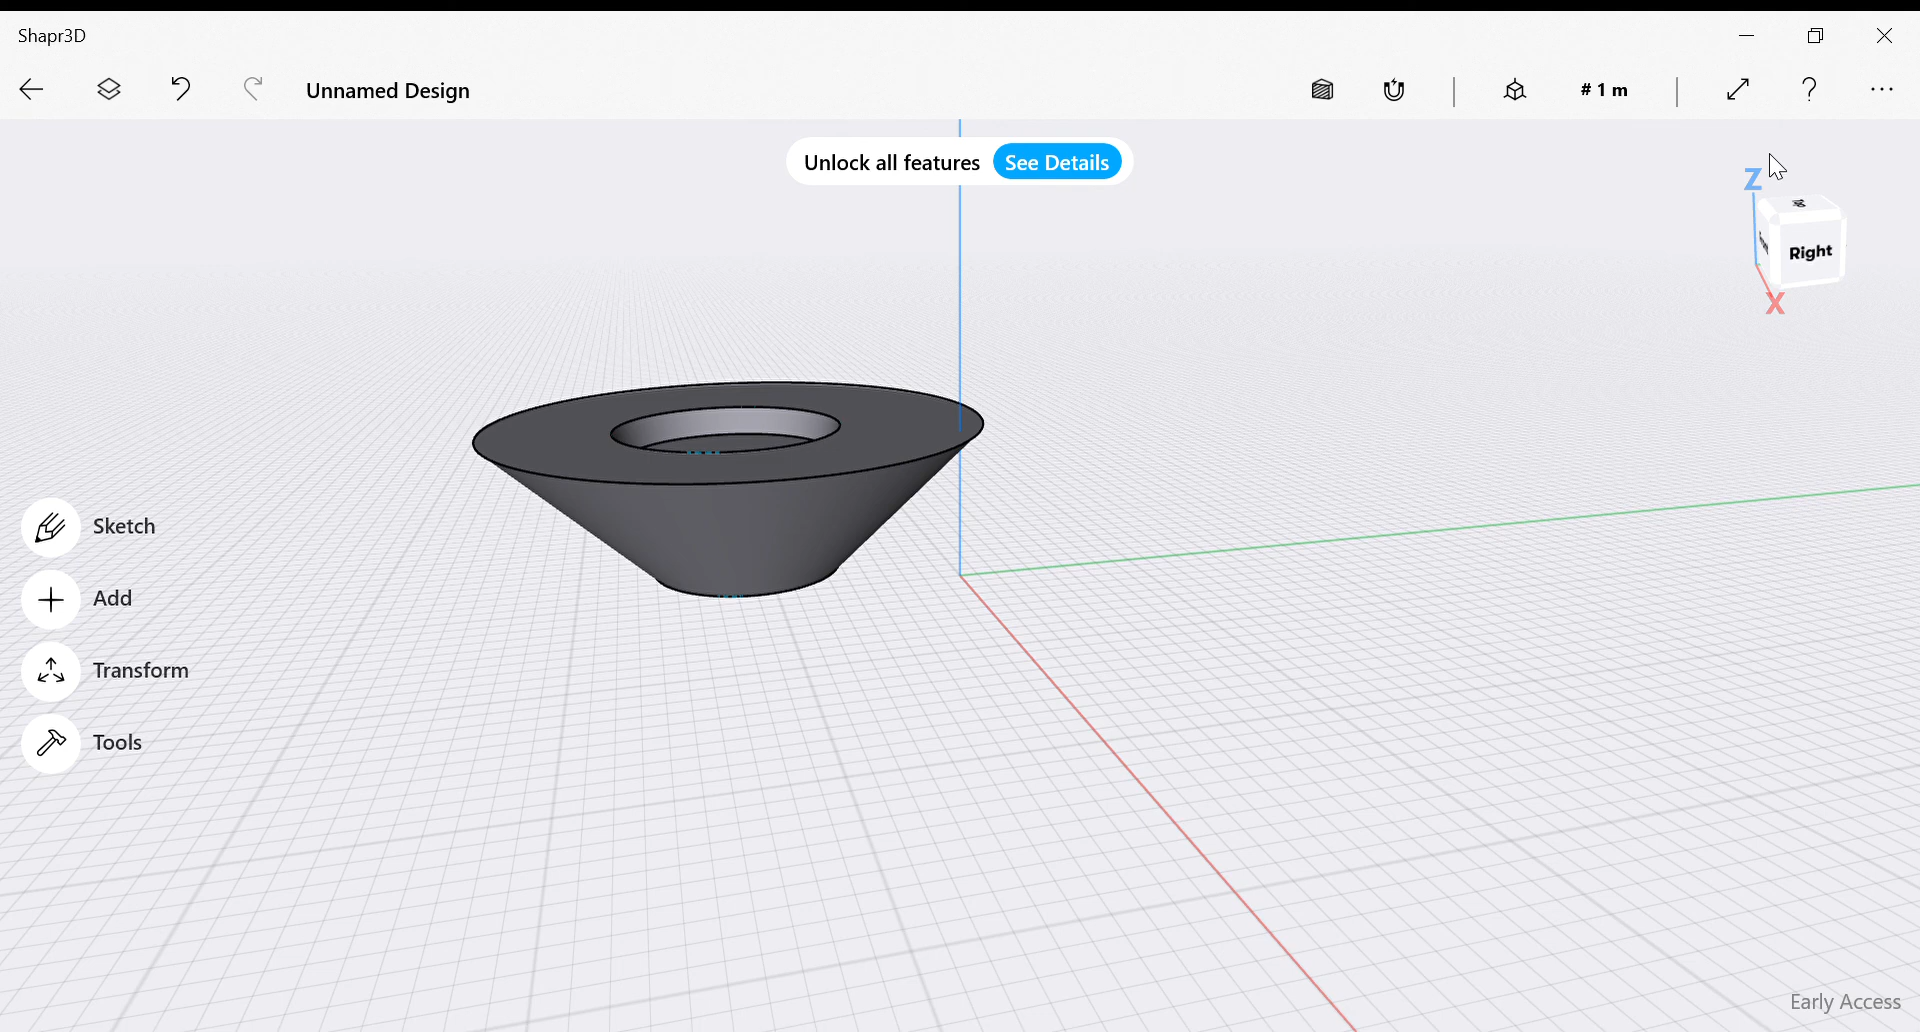 Shapr3D
Unnamed Design
# 1 m
Unlock all features See Details
Z
Right
X
Sketch
Add
Transform
Tools
Early Access